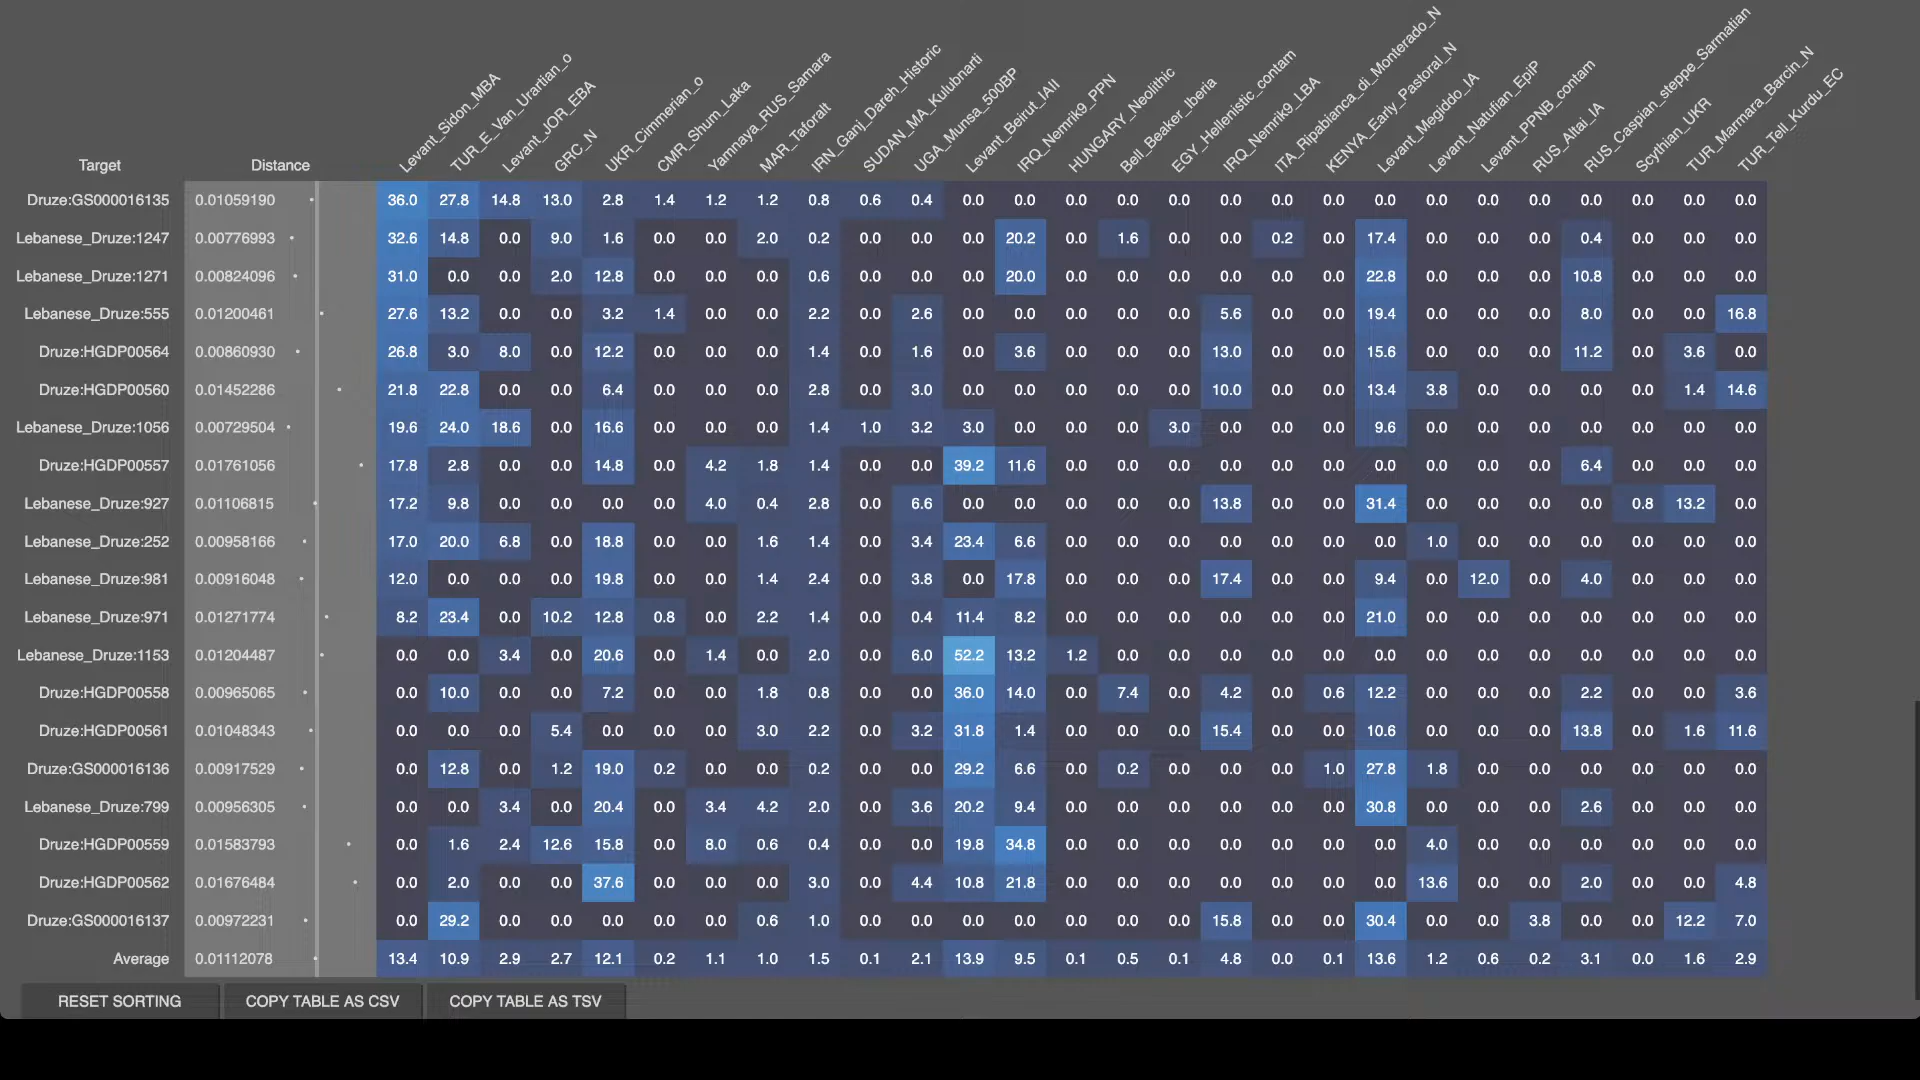 Target Distance Levant_Sidon_MBA TUR_E_Van_Urartian_o Levant_JOR_EBA GRC_N UKR_Cimmerian_o CMR_Shum_Laka Yamnaya_RUS_Samara MAR_Taforalt IRN_Ganj_Dareh_Historic SUDAN_MA_Kulubnarti UGA_Munsa_500BP Levant_Beirut_IAII IRQ_Nemrik9_PPN HUNGARY_Neolithic Bell_Beaker_Iberia EGY_Hellenistic_contam IRQ_Nemrik9_LBA ITA_Ripabianca_di_Monterado_N KENYA_Early_Pastoral_N Levant_Megiddo_IA Levant_Natufian_EpiP Levant_PPNB_contam RUS_Altai_IA RUS_Caspian_steppe_Sarmatian Scythian_UKR TUR_Marmara_Barcin_N TUR_Tell_Kurdu_EC
Druze:GS000016135 0.01059190 36.0 27.8 14.8 13.0 2.8 1.4 1.2 1.2 0.8 0.6 0.4 0.0 0.0 0.0 0.0 0.0 0.0 0.0 0.0 0.0 0.0 0.0 0.0 0.0 0.0 0.0 0.0
Lebanese_Druze:1247 0.00776993 32.6 14.8 0.0 9.0 1.6 0.0 0.0 2.0 0.2 0.0 0.0 0.0 20.2 0.0 1.6 0.0 0.0 0.2 0.0 17.4 0.0 0.0 0.0 0.4 0.0 0.0 0.0
Lebanese_Druze:1271 0.00824096 31.0 0.0 0.0 2.0 12.8 0.0 0.0 0.0 0.6 0.0 0.0 0.0 20.0 0.0 0.0 0.0 0.0 0.0 0.0 22.8 0.0 0.0 0.0 10.8 0.0 0.0 0.0
Lebanese_Druze:555 0.01200461 27.6 13.2 0.0 0.0 3.2 1.4 0.0 0.0 2.2 0.0 2.6 0.0 0.0 0.0 0.0 0.0 5.6 0.0 0.0 19.4 0.0 0.0 0.0 8.0 0.0 0.0 16.8
Druze:HGDP00564 0.00860930 26.8 3.0 8.0 0.0 12.2 0.0 0.0 0.0 1.4 0.0 1.6 0.0 3.6 0.0 0.0 0.0 13.0 0.0 0.0 15.6 0.0 0.0 0.0 11.2 0.0 3.6 0.0
Druze:HGDP00560 0.01452286 21.8 22.8 0.0 0.0 6.4 0.0 0.0 0.0 2.8 0.0 3.0 0.0 0.0 0.0 0.0 0.0 10.0 0.0 0.0 13.4 3.8 0.0 0.0 0.0 0.0 1.4 14.6
Lebanese_Druze:1056 0.00729504 19.6 24.0 18.6 0.0 16.6 0.0 0.0 0.0 1.4 1.0 3.2 3.0 0.0 0.0 0.0 3.0 0.0 0.0 0.0 9.6 0.0 0.0 0.0 0.0 0.0 0.0 0.0
Druze:HGDP00557 0.01761056 17.8 2.8 0.0 0.0 14.8 0.0 4.2 1.8 1.4 0.0 0.0 39.2 11.6 0.0 0.0 0.0 0.0 0.0 0.0 0.0 0.0 0.0 0.0 6.4 0.0 0.0 0.0
Lebanese_Druze:927 0.01106815 17.2 9.8 0.0 0.0 0.0 0.0 4.0 0.4 2.8 0.0 6.6 0.0 0.0 0.0 0.0 0.0 13.8 0.0 0.0 31.4 0.0 0.0 0.0 0.0 0.8 13.2 0.0
Lebanese_Druze:252 0.00958166 17.0 20.0 6.8 0.0 18.8 0.0 0.0 1.6 1.4 0.0 3.4 23.4 6.6 0.0 0.0 0.0 0.0 0.0 0.0 0.0 1.0 0.0 0.0 0.0 0.0 0.0 0.0
Lebanese_Druze:981 0.00916048 12.0 0.0 0.0 0.0 19.8 0.0 0.0 1.4 2.4 0.0 3.8 0.0 17.8 0.0 0.0 0.0 17.4 0.0 0.0 9.4 0.0 12.0 0.0 4.0 0.0 0.0 0.0
Lebanese_Druze:971 0.01271774 8.2 23.4 0.0 10.2 12.8 0.8 0.0 2.2 1.4 0.0 0.4 11.4 8.2 0.0 0.0 0.0 0.0 0.0 0.0 21.0 0.0 0.0 0.0 0.0 0.0 0.0 0.0
Lebanese_Druze:1153 0.01204487 0.0 0.0 3.4 0.0 20.6 0.0 1.4 0.0 2.0 0.0 6.0 52.2 13.2 1.2 0.0 0.0 0.0 0.0 0.0 0.0 0.0 0.0 0.0 0.0 0.0 0.0 0.0
Druze:HGDP00558 0.00965065 0.0 10.0 0.0 0.0 7.2 0.0 0.0 1.8 0.8 0.0 0.0 36.0 14.0 0.0 7.4 0.0 4.2 0.0 0.6 12.2 0.0 0.0 0.0 2.2 0.0 0.0 3.6
Druze:HGDP00561 0.01048343 0.0 0.0 0.0 5.4 0.0 0.0 0.0 3.0 2.2 0.0 3.2 31.8 1.4 0.0 0.0 0.0 15.4 0.0 0.0 10.6 0.0 0.0 0.0 13.8 0.0 1.6 11.6
Druze:GS000016136 0.00917529 0.0 12.8 0.0 1.2 19.0 0.2 0.0 0.0 0.2 0.0 0.0 29.2 6.6 0.0 0.2 0.0 0.0 0.0 1.0 27.8 1.8 0.0 0.0 0.0 0.0 0.0 0.0
Lebanese_Druze:799 0.00956305 0.0 0.0 3.4 0.0 20.4 0.0 3.4 4.2 2.0 0.0 3.6 20.2 9.4 0.0 0.0 0.0 0.0 0.0 0.0 30.8 0.0 0.0 0.0 2.6 0.0 0.0 0.0
Druze:HGDP00559 0.01583793 0.0 1.6 2.4 12.6 15.8 0.0 8.0 0.6 0.4 0.0 0.0 19.8 34.8 0.0 0.0 0.0 0.0 0.0 0.0 0.0 4.0 0.0 0.0 0.0 0.0 0.0 0.0
Druze:HGDP00562 0.01676484 0.0 2.0 0.0 0.0 37.6 0.0 0.0 0.0 3.0 0.0 4.4 10.8 21.8 0.0 0.0 0.0 0.0 0.0 0.0 0.0 13.6 0.0 0.0 2.0 0.0 0.0 4.8
Druze:GS000016137 0.00972231 0.0 29.2 0.0 0.0 0.0 0.0 0.0 0.6 1.0 0.0 0.0 0.0 0.0 0.0 0.0 0.0 15.8 0.0 0.0 30.4 0.0 0.0 3.8 0.0 0.0 12.2 7.0
Average 0.01112078 13.4 10.9 2.9 2.7 12.1 0.2 1.1 1.0 1.5 0.1 2.1 13.9 9.5 0.1 0.5 0.1 4.8 0.0 0.1 13.6 1.2 0.6 0.2 3.1 0.0 1.6 2.9
RESET SORTING COPY TABLE AS CSV COPY TABLE AS TSV